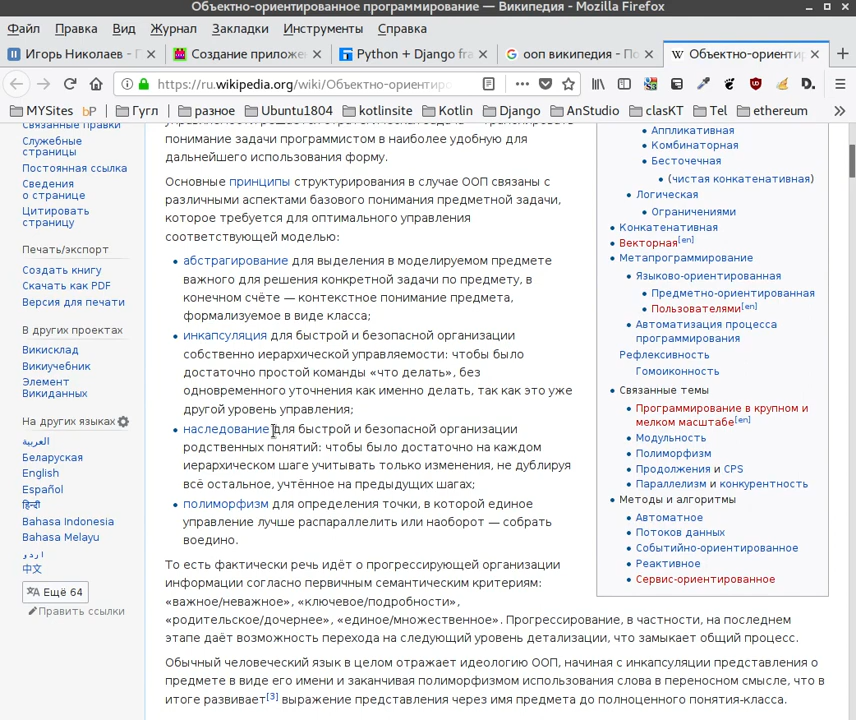 Объектно-ориентированное программирование — Википедия - Mozilla Firefox
Файл Правка Вид Журнал Закладки Инструменты Справка
Игорь Николаев - Создание приложе Python + Django fra ооп википедия - По Объектно-ориенти
https://ru.wikipedia.org/wiki/Объектно-ориентиро
MYSites Гугл разное Ubuntu1804 kotlinsite Kotlin Django AnStudio clasKT Tel ethereum
Связанные правки
Служебные
страницы
Постоянная ссылка
Сведения
о странице
Цитировать
страницу
Печать/экспорт
Создать книгу
Скачать как PDF
Версия для печати
В других проектах
Викисклад
Викиучебник
Элемент
Викиданных
На других языках
العربية
Беларуская
English
Español
हिन्दी
Bahasa Indonesia
Bahasa Melayu
اردو
中文
Ещё 64
Править ссылки
понимание задачи программистом в наиболее удобную для
дальнейшего использования форму.
Основные принципы структурирования в случае ООП связаны с
различными аспектами базового понимания предметной задачи,
которое требуется для оптимального управления
соответствующей моделью:
• абстрагирование для выделения в моделируемом предмете
важного для решения конкретной задачи по предмету, в
конечном счёте — контекстное понимание предмета,
формализуемое в виде класса;
• инкапсуляция для быстрой и безопасной организации
собственно иерархической управляемости: чтобы было
достаточно простой команды «что делать», без
одновременного уточнения как именно делать, так как это уже
другой уровень управления;
• наследование для быстрой и безопасной организации
родственных понятий: чтобы было достаточно на каждом
иерархическом шаге учитывать только изменения, не дублируя
всё остальное, учтённое на предыдущих шагах;
• полиморфизм для определения точки, в которой единое
управление лучше распараллелить или наоборот — собрать
воедино.
То есть фактически речь идёт о прогрессирующей организации
информации согласно первичным семантическим критериям:
«важное/неважное», «ключевое/подробности»,
«родительское/дочернее», «единое/множественное». Прогрессирование, в частности, на последнем
этапе даёт возможность перехода на следующий уровень детализации, что замыкает общий процесс.
Обычный человеческий язык в целом отражает идеологию ООП, начиная с инкапсуляции представления о
предмете в виде его имени и заканчивая полиморфизмом использования слова в переносном смысле, что в
итоге развивает[3] выражение представления через имя предмета до полноценного понятия-класса.
• Аппликативная
• Комбинаторная
• Бесточечная
• (чистая конкатенативная)
• Логическая
• Ограничениями
• Конкатенативная
• Векторная[en]
• Метапрограммирование
• Языково-ориентированная
• Предметно-ориентированная
• Пользователями[en]
• Автоматизация процесса
программирования
Рефлексивность
Гомоиконность
• Связанные темы
• Программирование в крупном и
мелком масштабе[en]
• Модульность
• Полиморфизм
• Продолжения и CPS
• Параллелизм и конкурентность
• Методы и алгоритмы
• Автоматное
• Потоков данных
• Событийно-ориентированное
• Реактивное
• Сервис-ориентированное